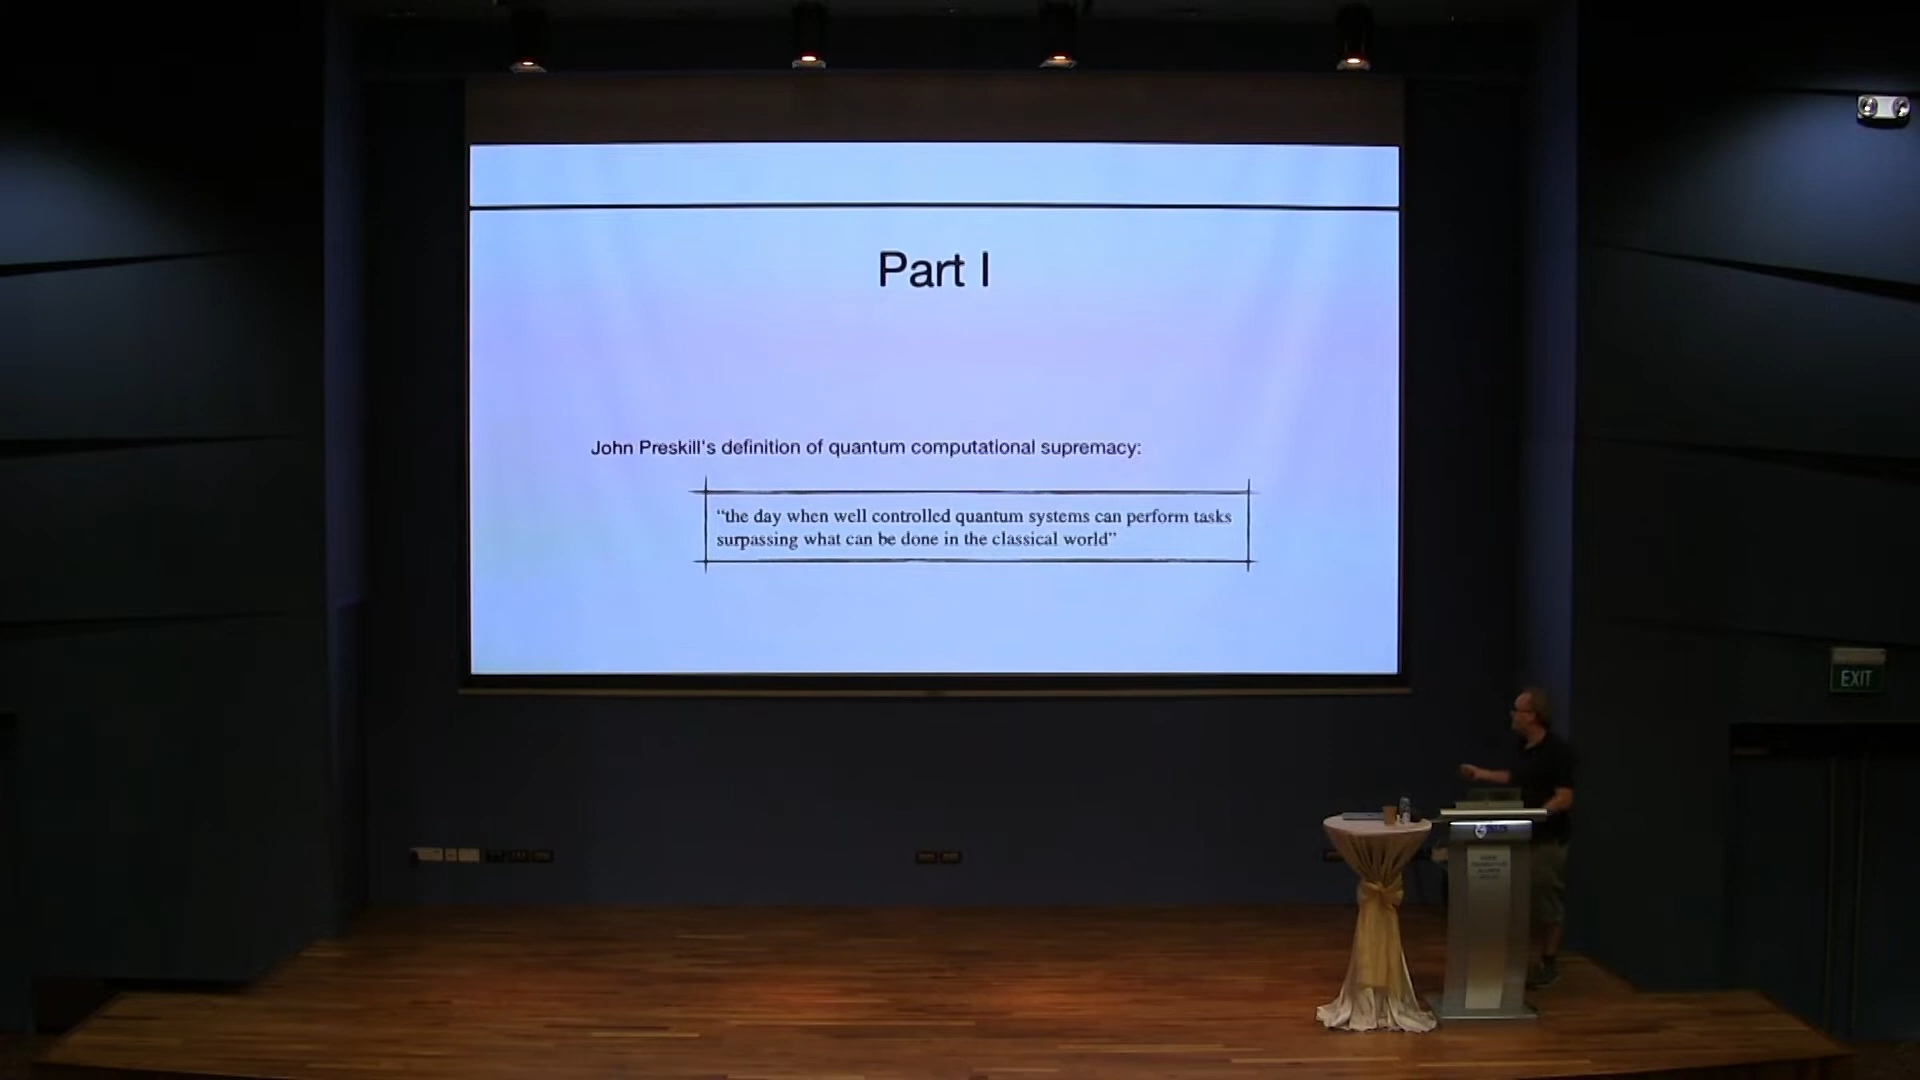 Part I
John Preskill's definition of quantum computational supremacy:
“the day when well controlled quantum systems can perform tasks
surpassing what can be done in the classical world”
EXIT